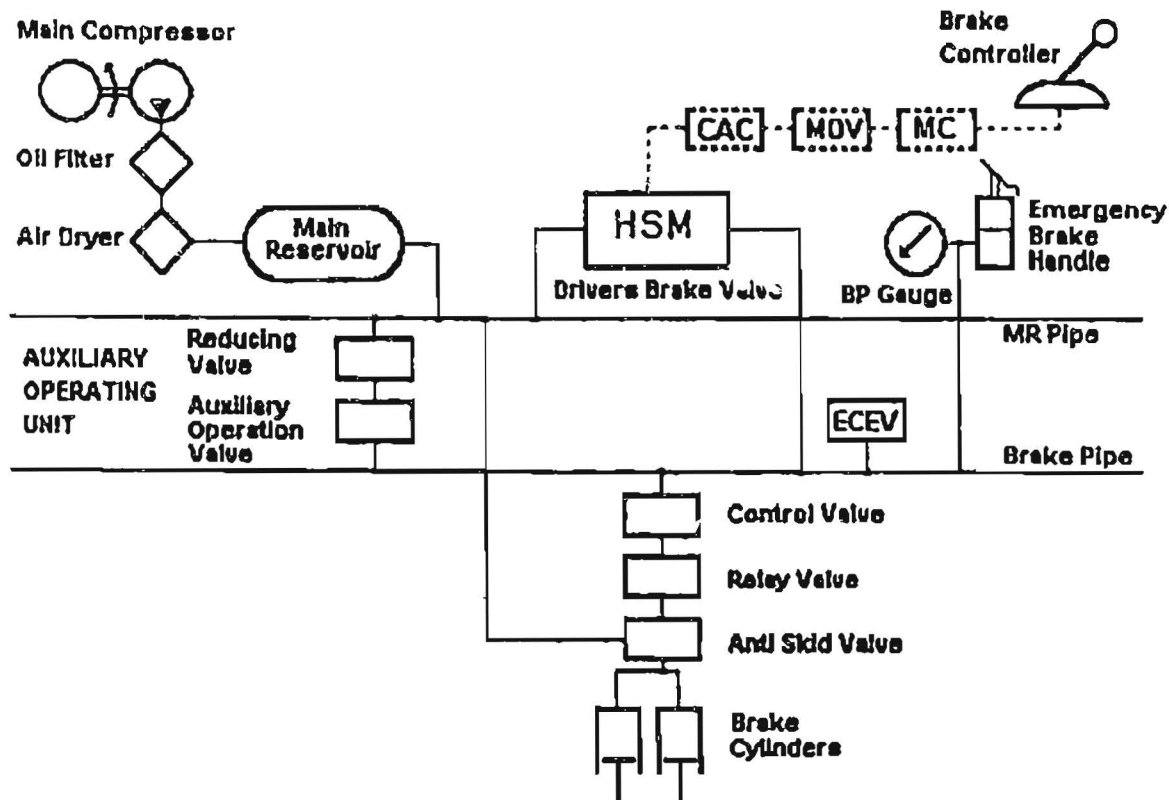 Main Compressor
Brake
Controller
CAC
MOV
MC
Oil Filter
Air Dryer
Main
Reservoir
HSM
Drivers Brake Valve
BP Gauge
Emergency
Brake
Handle
MR Pipe
AUXILIARY
OPERATING
UNIT
Reducing
Valve
Auxiliary
Operation
Valve
ECEV
Brake Pipe
Control Valve
Relay Valve
Anti Skid Valve
Brake
Cylinders